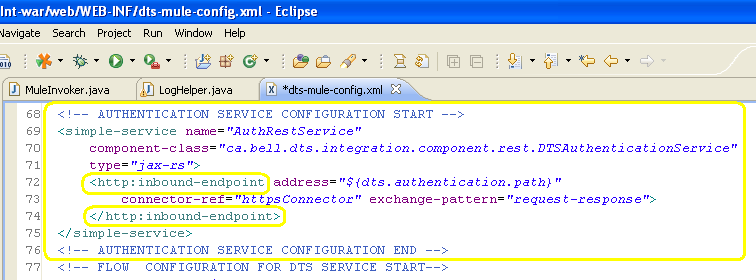 Int-war/web/WEB-INF/dts-mule-config.xml - Eclipse
Navigate Search Project Run Window Help
MuleInvoker.java LogHelper.java *dts-mule-config.xml
68 <!-- AUTHENTICATION SERVICE CONFIGURATION START -->
69 <simple-service name="AuthRestService"
70 component-class="ca.bell.dts.integration.component.rest.DTSAuthenticationService"
71 type="jax-rs">
72 <http:inbound-endpoint address="${dts.authentication.path}"
73 connector-ref="httpsConnector" exchange-pattern="request-response">
74 </http:inbound-endpoint>
75 </simple-service>
76 <!-- AUTHENTICATION SERVICE CONFIGURATION END -->
77 <!-- FLOW CONFIGURATION FOR DTS SERVICE START-->